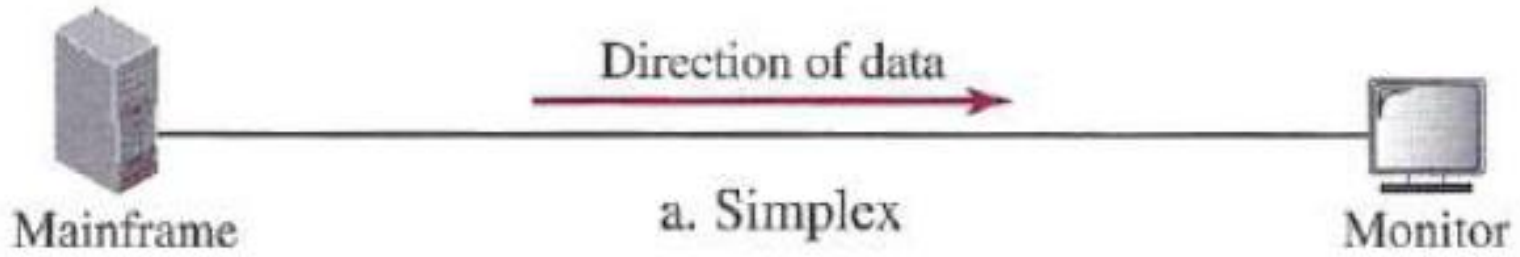 Direction of data
Mainframe
a. Simplex
Monitor